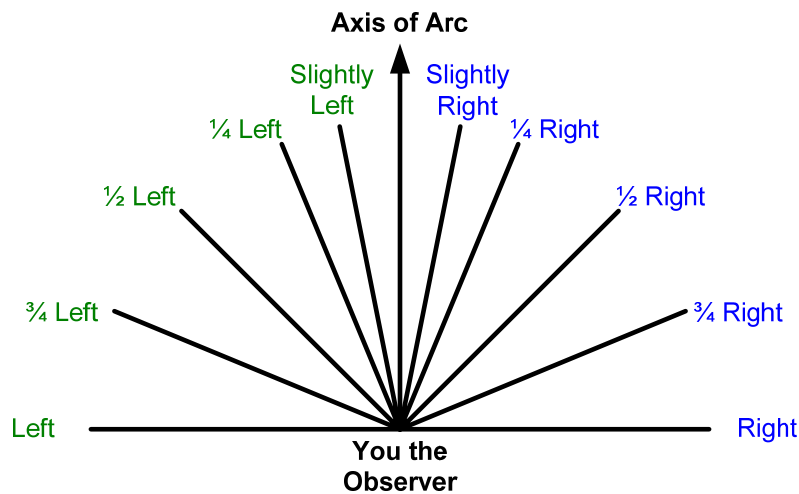 Axis of Arc
Slightly
Left
Slightly
Right
¼ Left
¼ Right
½ Left
½ Right
¾ Left
¾ Right
Left
Right
You the
Observer